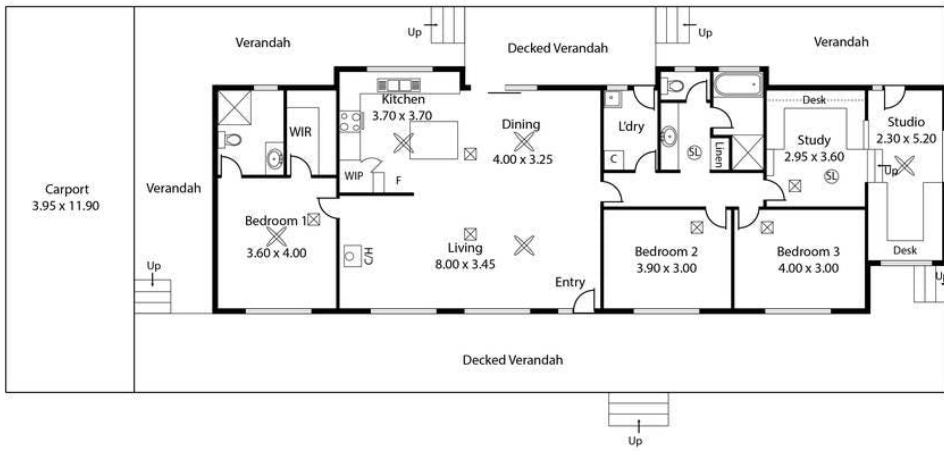 Up
Up
Verandah
Decked Verandah
Verandah
Kitchen
3.70 x 3.70
Desk
WIR
Dining
4.00 x 3.25
L'dry
Study
2.95 x 3.60
Studio
2.30 x 5.20
SL
Linen
C
WIP
F
Up
SL
Carport
3.95 x 11.90
Verandah
Bedroom 1
3.60 x 4.00
H/C
Living
8.00 x 3.45
Bedroom 2
3.90 x 3.00
Bedroom 3
4.00 x 3.00
Desk
Up
Entry
Up
Decked Verandah
Up